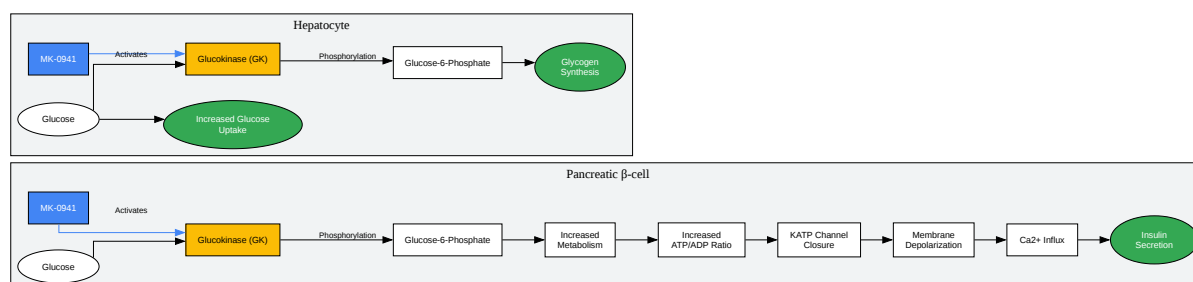 Hepatocyte
MK-0941
Activates
Glucokinase (GK)
Phosphorylation
Glucose-6-Phosphate
Glycogen
Synthesis
Glucose
Increased Glucose
Uptake
Pancreatic β-cell
MK-0941
Activates
Glucokinase (GK)
Phosphorylation
Glucose-6-Phosphate
Increased
Metabolism
Increased
ATP/ADP Ratio
KATP Channel
Closure
Membrane
Depolarization
Ca2+ Influx
Insulin
Secretion
Glucose